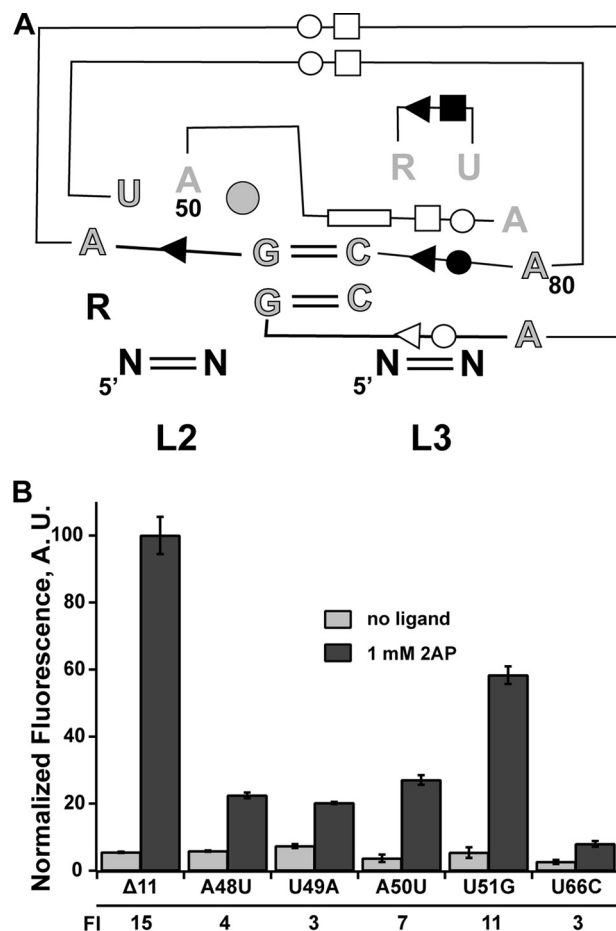 A
R U
U A
50
A
A G C A
80
R G C A
5' N N 5' N N
L2 L3
B
Normalized Fluorescence, A. U.
100
80
60
40
20
0
no ligand
1 mM 2AP
Δ11 A48U U49A A50U U51G U66C
FI 15 4 3 7 11 3